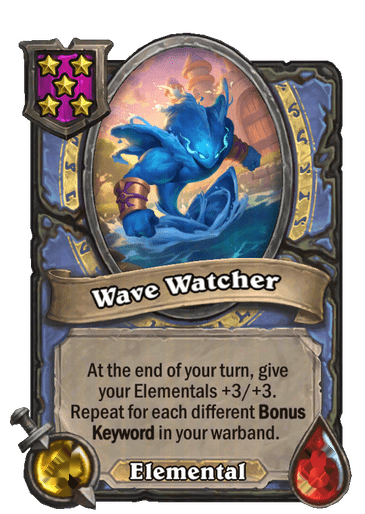 Wave Watcher
At the end of your turn, give
your Elementals +3/+3.
Repeat for each different Bonus
Keyword in your warband.
Elemental